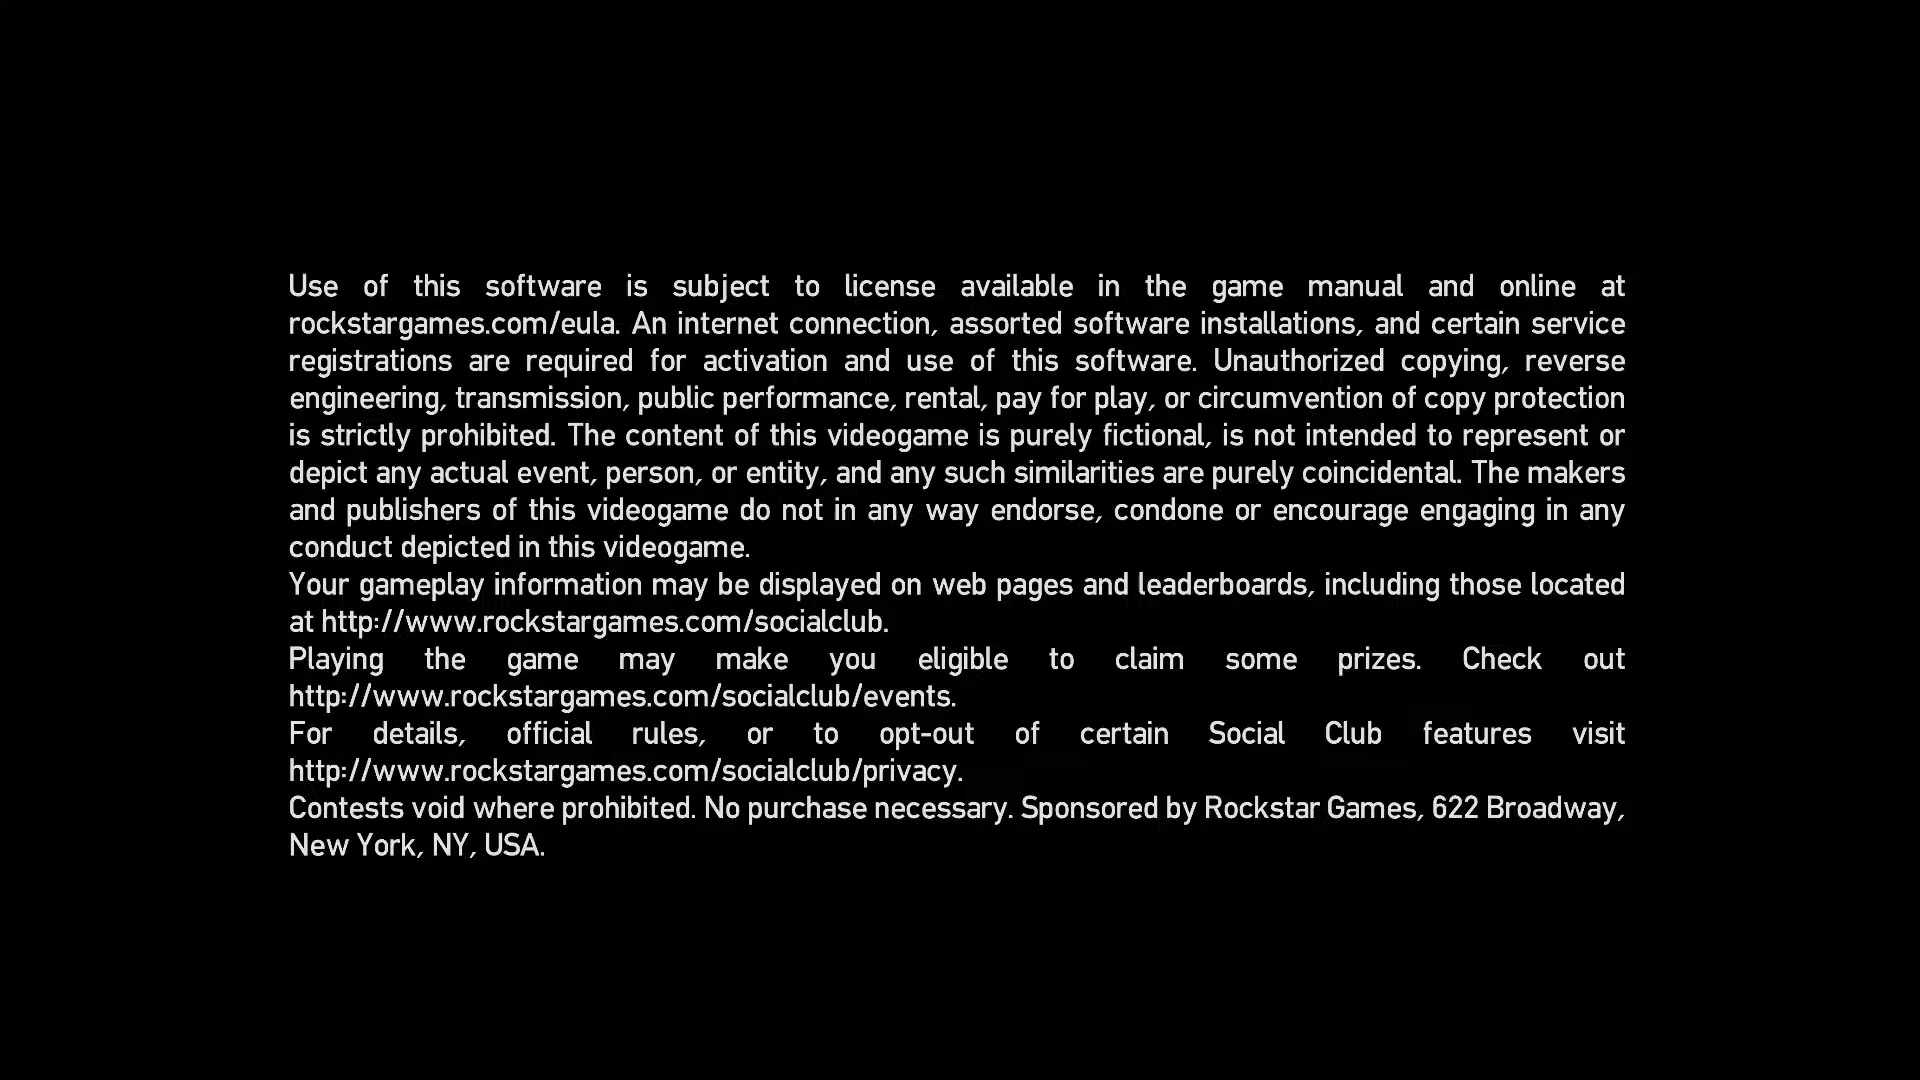 Use of this software is subject to license available in the game manual and online at
rockstargames.com/eula. An internet connection, assorted software installations, and certain service
registrations are required for activation and use of this software. Unauthorized copying, reverse
engineering, transmission, public performance, rental, pay for play, or circumvention of copy protection
is strictly prohibited. The content of this videogame is purely fictional, is not intended to represent or
depict any actual event, person, or entity, and any such similarities are purely coincidental. The makers
and publishers of this videogame do not in any way endorse, condone or encourage engaging in any
conduct depicted in this videogame.
Your gameplay information may be displayed on web pages and leaderboards, including those located
at http://www.rockstargames.com/socialclub.
Playing the game may make you eligible to claim some prizes. Check out
http://www.rockstargames.com/socialclub/events.
For details, official rules, or to opt-out of certain Social Club features visit
http://www.rockstargames.com/socialclub/privacy.
Contests void where prohibited. No purchase necessary. Sponsored by Rockstar Games, 622 Broadway,
New York, NY, USA.